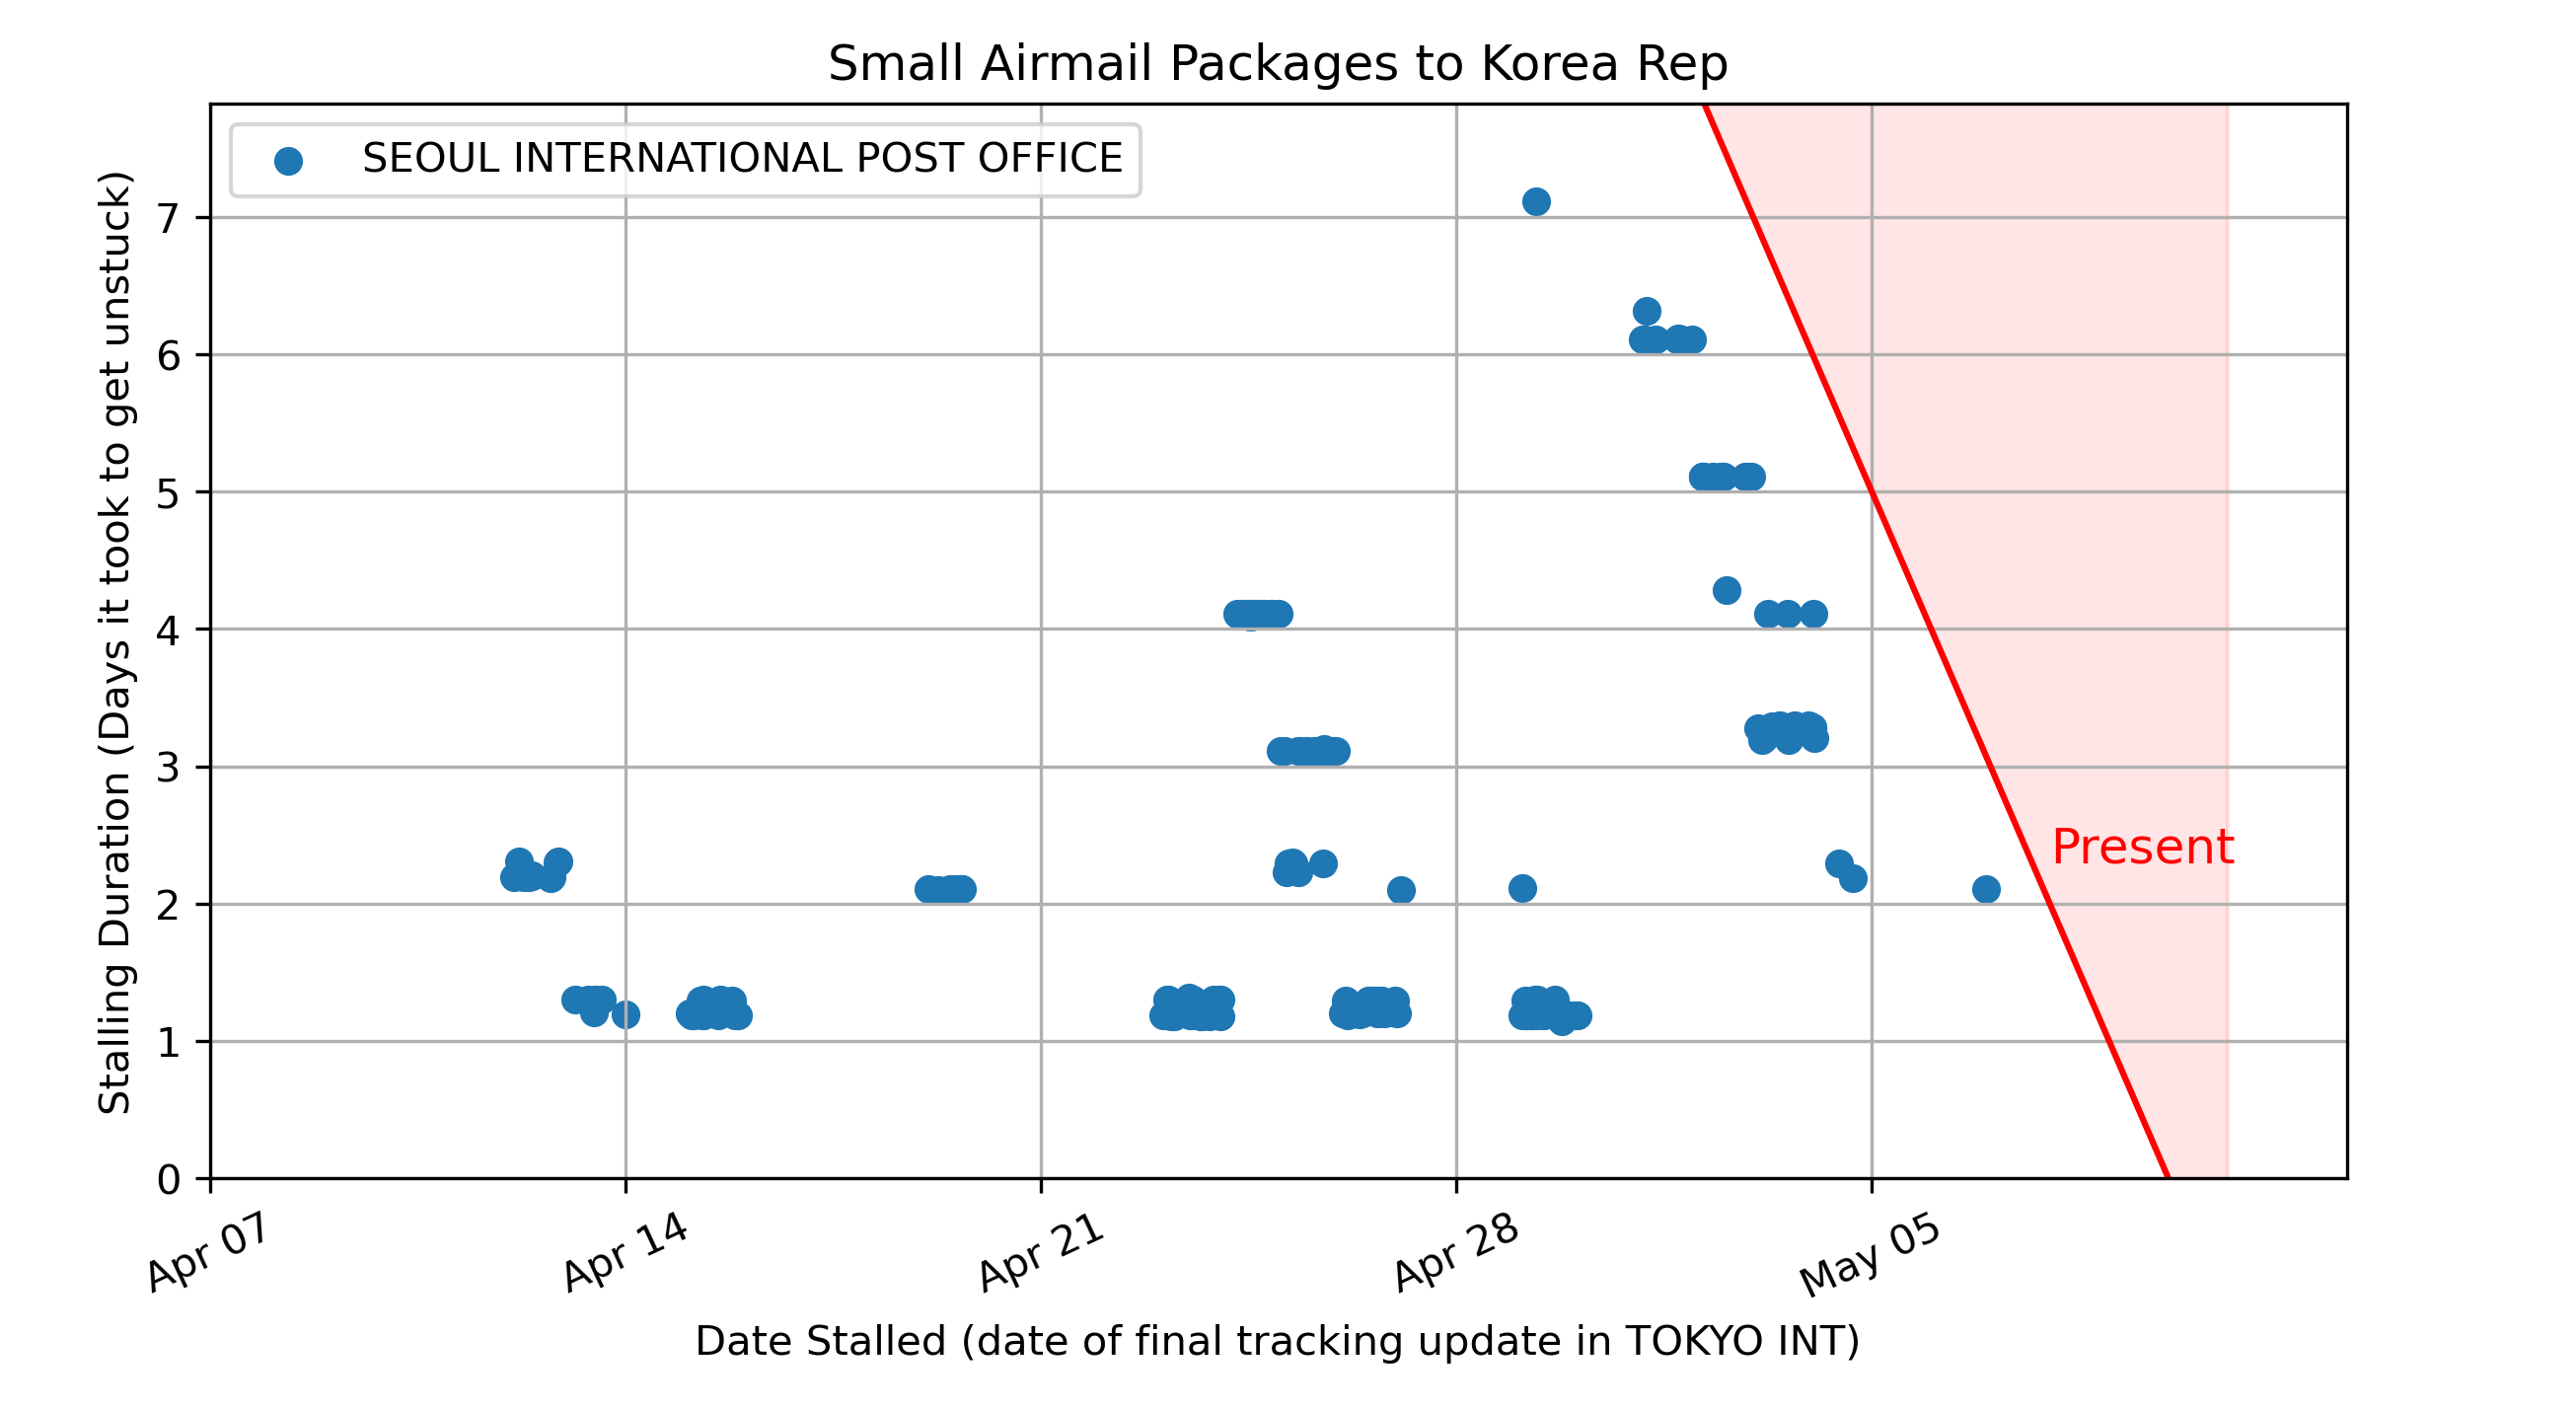 Small Airmail Packages to Korea Rep
SEOUL INTERNATIONAL POST OFFICE
Stalling Duration (Days it took to get unstuck)
7
6
5
4
3
2
1
0
Present
Apr 07
Apr 14
Apr 21
Apr 28
May 05
Date Stalled (date of final tracking update in TOKYO INT)